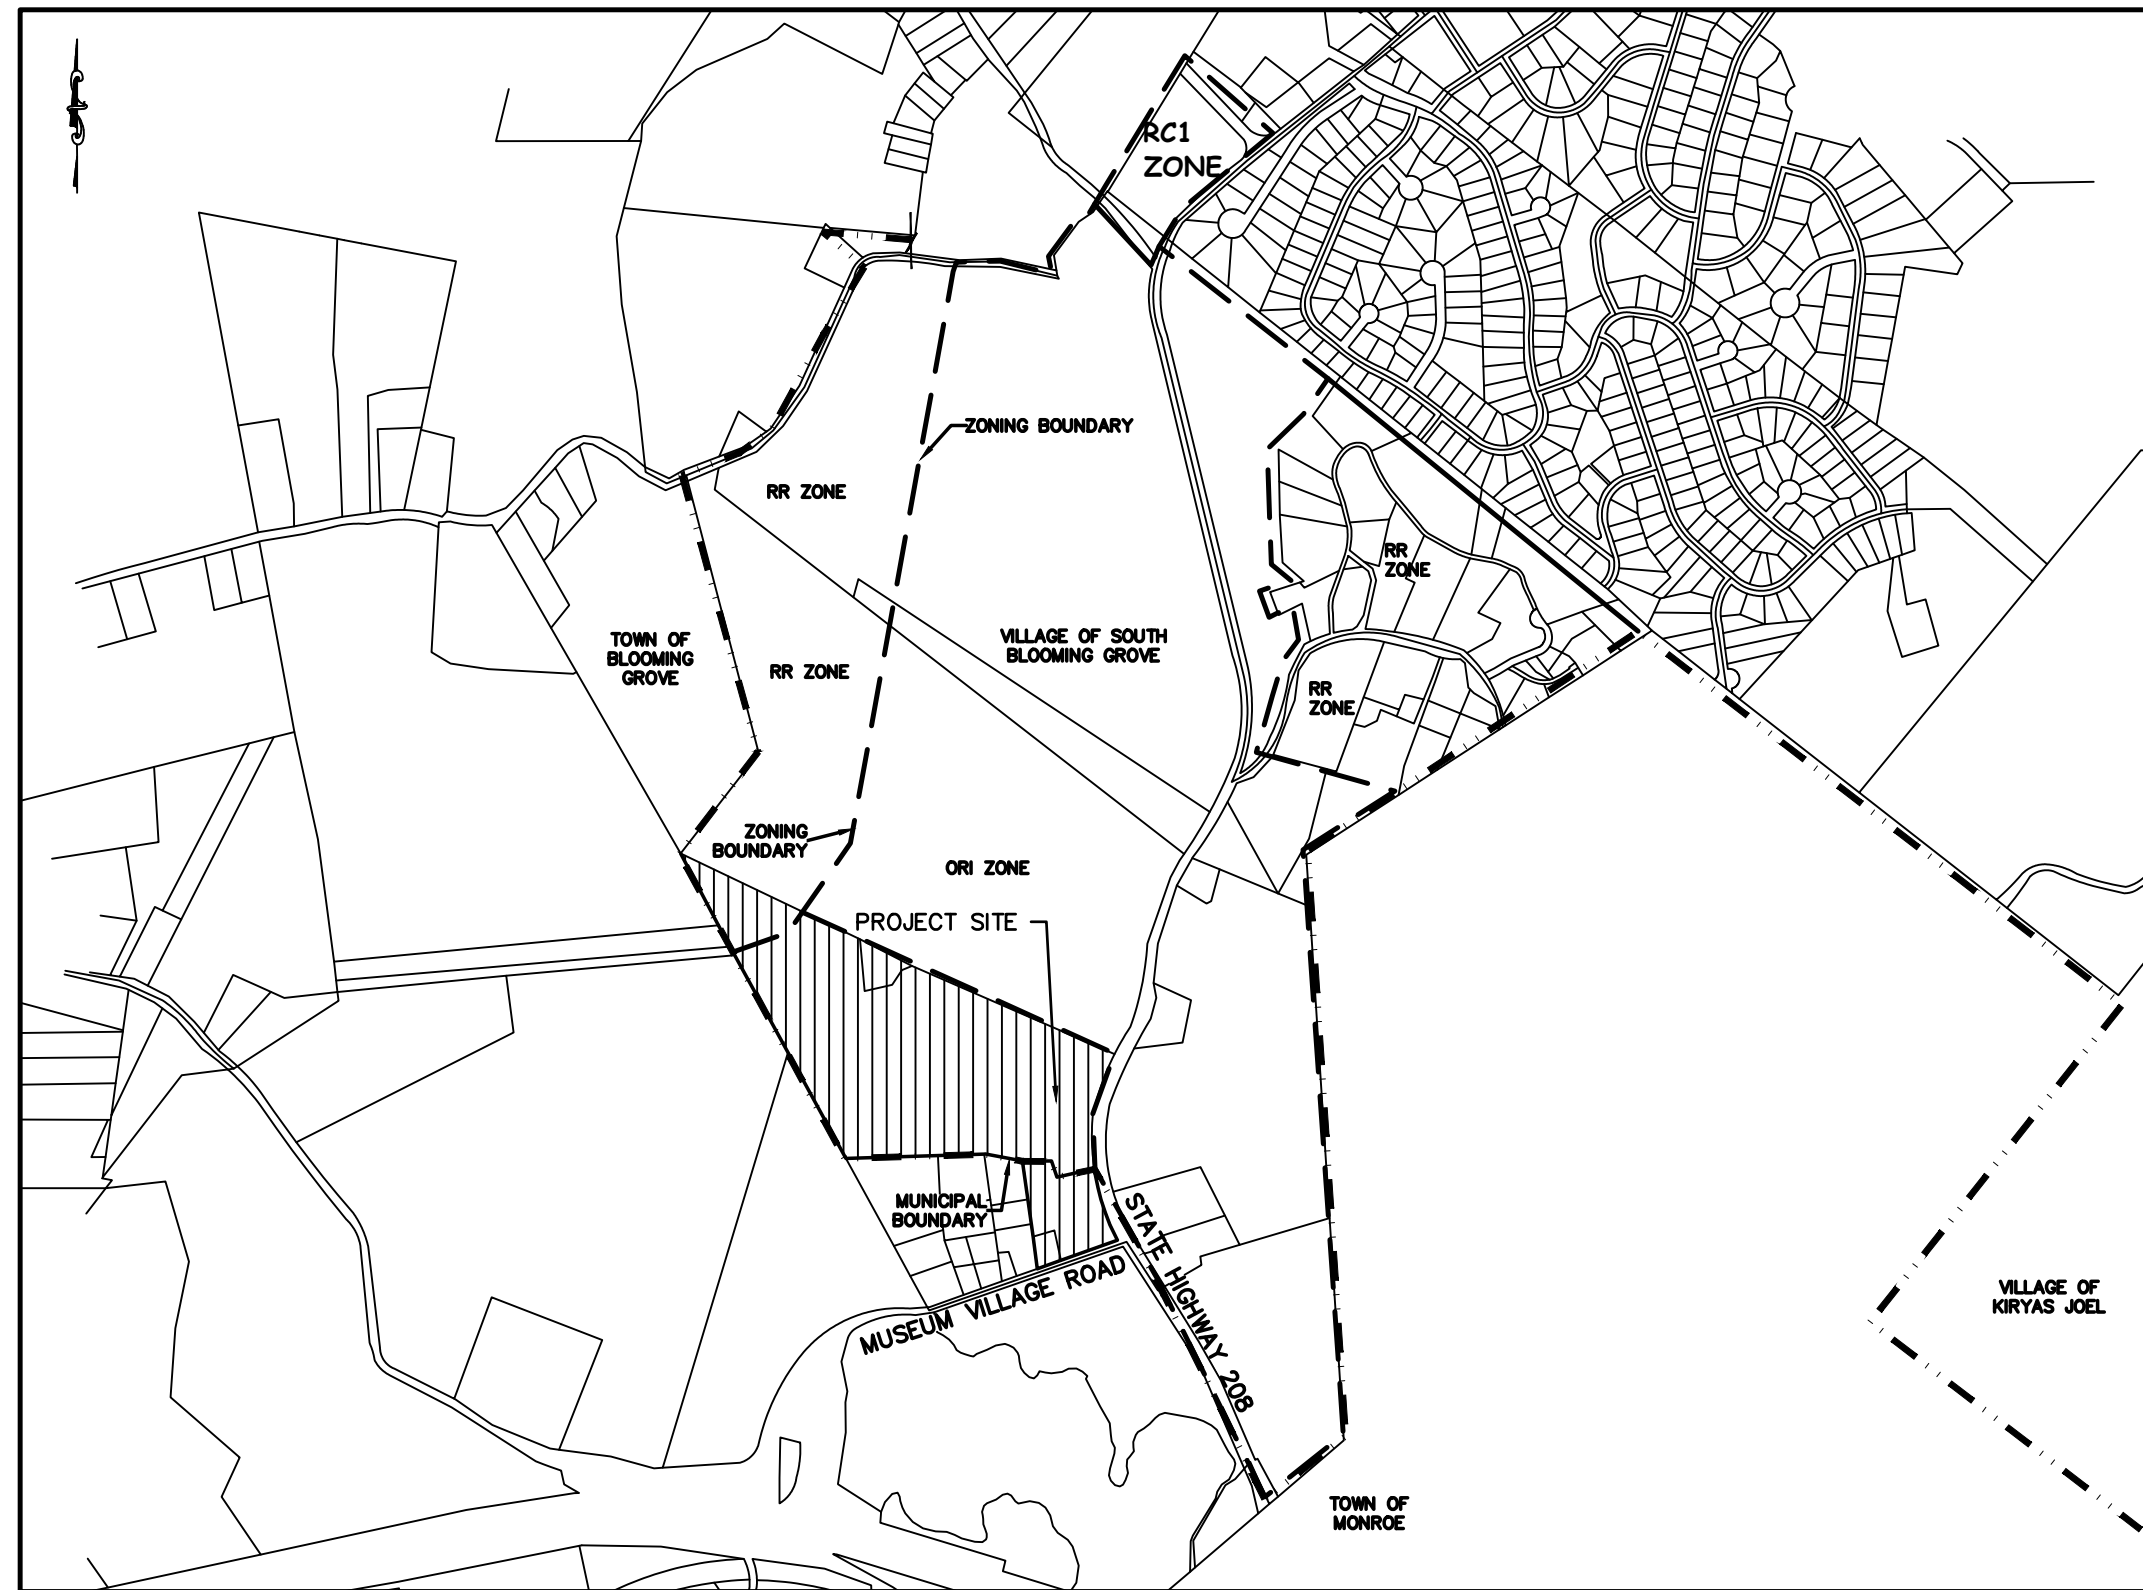 RC1
ZONE
ZONING BOUNDARY
RR ZONE
RR
ZONE
TOWN OF
BLOOMING
GROVE
VILLAGE OF SOUTH
BLOOMING GROVE
RR ZONE
RR
ZONE
ZONING
BOUNDARY
ORI ZONE
PROJECT SITE
MUNICIPAL
BOUNDARY
STATE HIGHWAY 208
MUSEUM VILLAGE ROAD
VILLAGE OF
KIRYAS JOEL
TOWN OF
MONROE